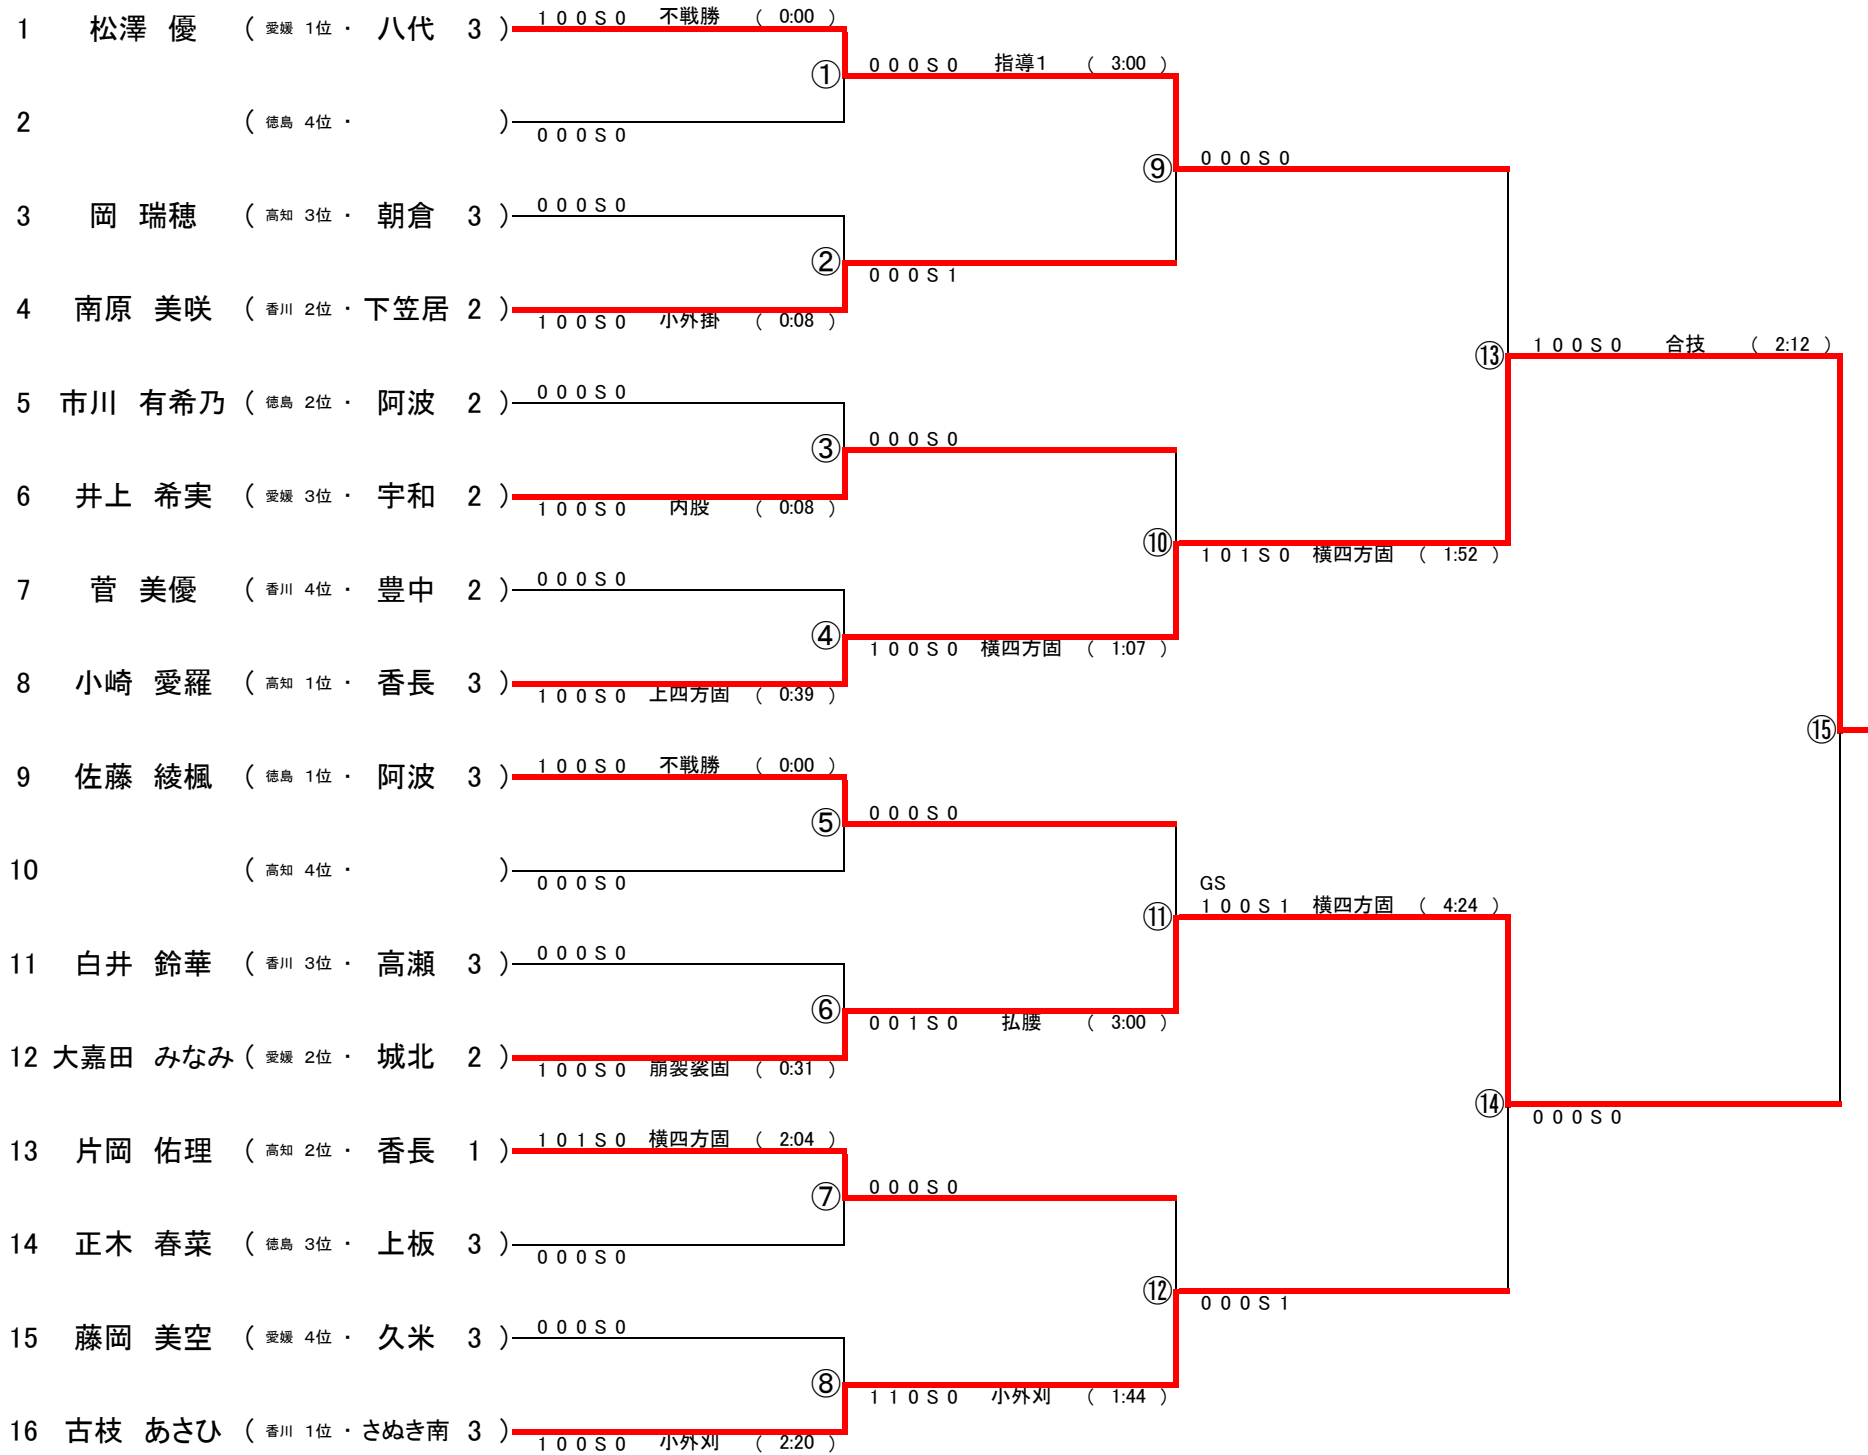 1 松澤 優 ( 愛媛 1位 ・ 八代 3 ) 1 0 0 S 0 不戦勝 ( 0:00 )
① 0 0 0 S 0 指導1 ( 3:00 )
2 ( 徳島 4位 ・ ) 0 0 0 S 0
⑨ 0 0 0 S 0
3 岡 瑞穂 ( 高知 3位 ・ 朝倉 3 ) 0 0 0 S 0
② 0 0 0 S 1
4 南原 美咲 ( 香川 2位 ・ 下笠居 2 ) 1 0 0 S 0 小外掛 ( 0:08 )
⑬ 1 0 0 S 0 合技 ( 2:12 )
5 市川 有希乃 ( 徳島 2位 ・ 阿波 2 ) 0 0 0 S 0
③ 0 0 0 S 0
6 井上 希実 ( 愛媛 3位 ・ 宇和 2 ) 1 0 0 S 0 内股 ( 0:08 )
⑩ 1 0 1 S 0 横四方固 ( 1:52 )
7 菅 美優 ( 香川 4位 ・ 豊中 2 ) 0 0 0 S 0
④ 1 0 0 S 0 横四方固 ( 1:07 )
8 小崎 愛羅 ( 高知 1位 ・ 香長 3 ) 1 0 0 S 0 上四方固 ( 0:39 )
⑮
9 佐藤 綾楓 ( 徳島 1位 ・ 阿波 3 ) 1 0 0 S 0 不戦勝 ( 0:00 )
⑤ 0 0 0 S 0
10 ( 高知 4位 ・ ) 0 0 0 S 0
GS
⑪ 1 0 0 S 1 横四方固 ( 4:24 )
11 白井 鈴華 ( 香川 3位 ・ 高瀬 3 ) 0 0 0 S 0
⑥ 0 0 1 S 0 払腰 ( 3:00 )
12 大嘉田 みなみ ( 愛媛 2位 ・ 城北 2 ) 1 0 0 S 0 崩袈裟固 ( 0:31 )
⑭ 0 0 0 S 0
13 片岡 佑理 ( 高知 2位 ・ 香長 1 ) 1 0 1 S 0 横四方固 ( 2:04 )
⑦ 0 0 0 S 0
14 正木 春菜 ( 徳島 3位 ・ 上板 3 ) 0 0 0 S 0
⑫ 0 0 0 S 1
15 藤岡 美空 ( 愛媛 4位 ・ 久米 3 ) 0 0 0 S 0
⑧ 1 1 0 S 0 小外刈 ( 1:44 )
16 古枝 あさひ ( 香川 1位 ・ さぬき南 3 ) 1 0 0 S 0 小外刈 ( 2:20 )